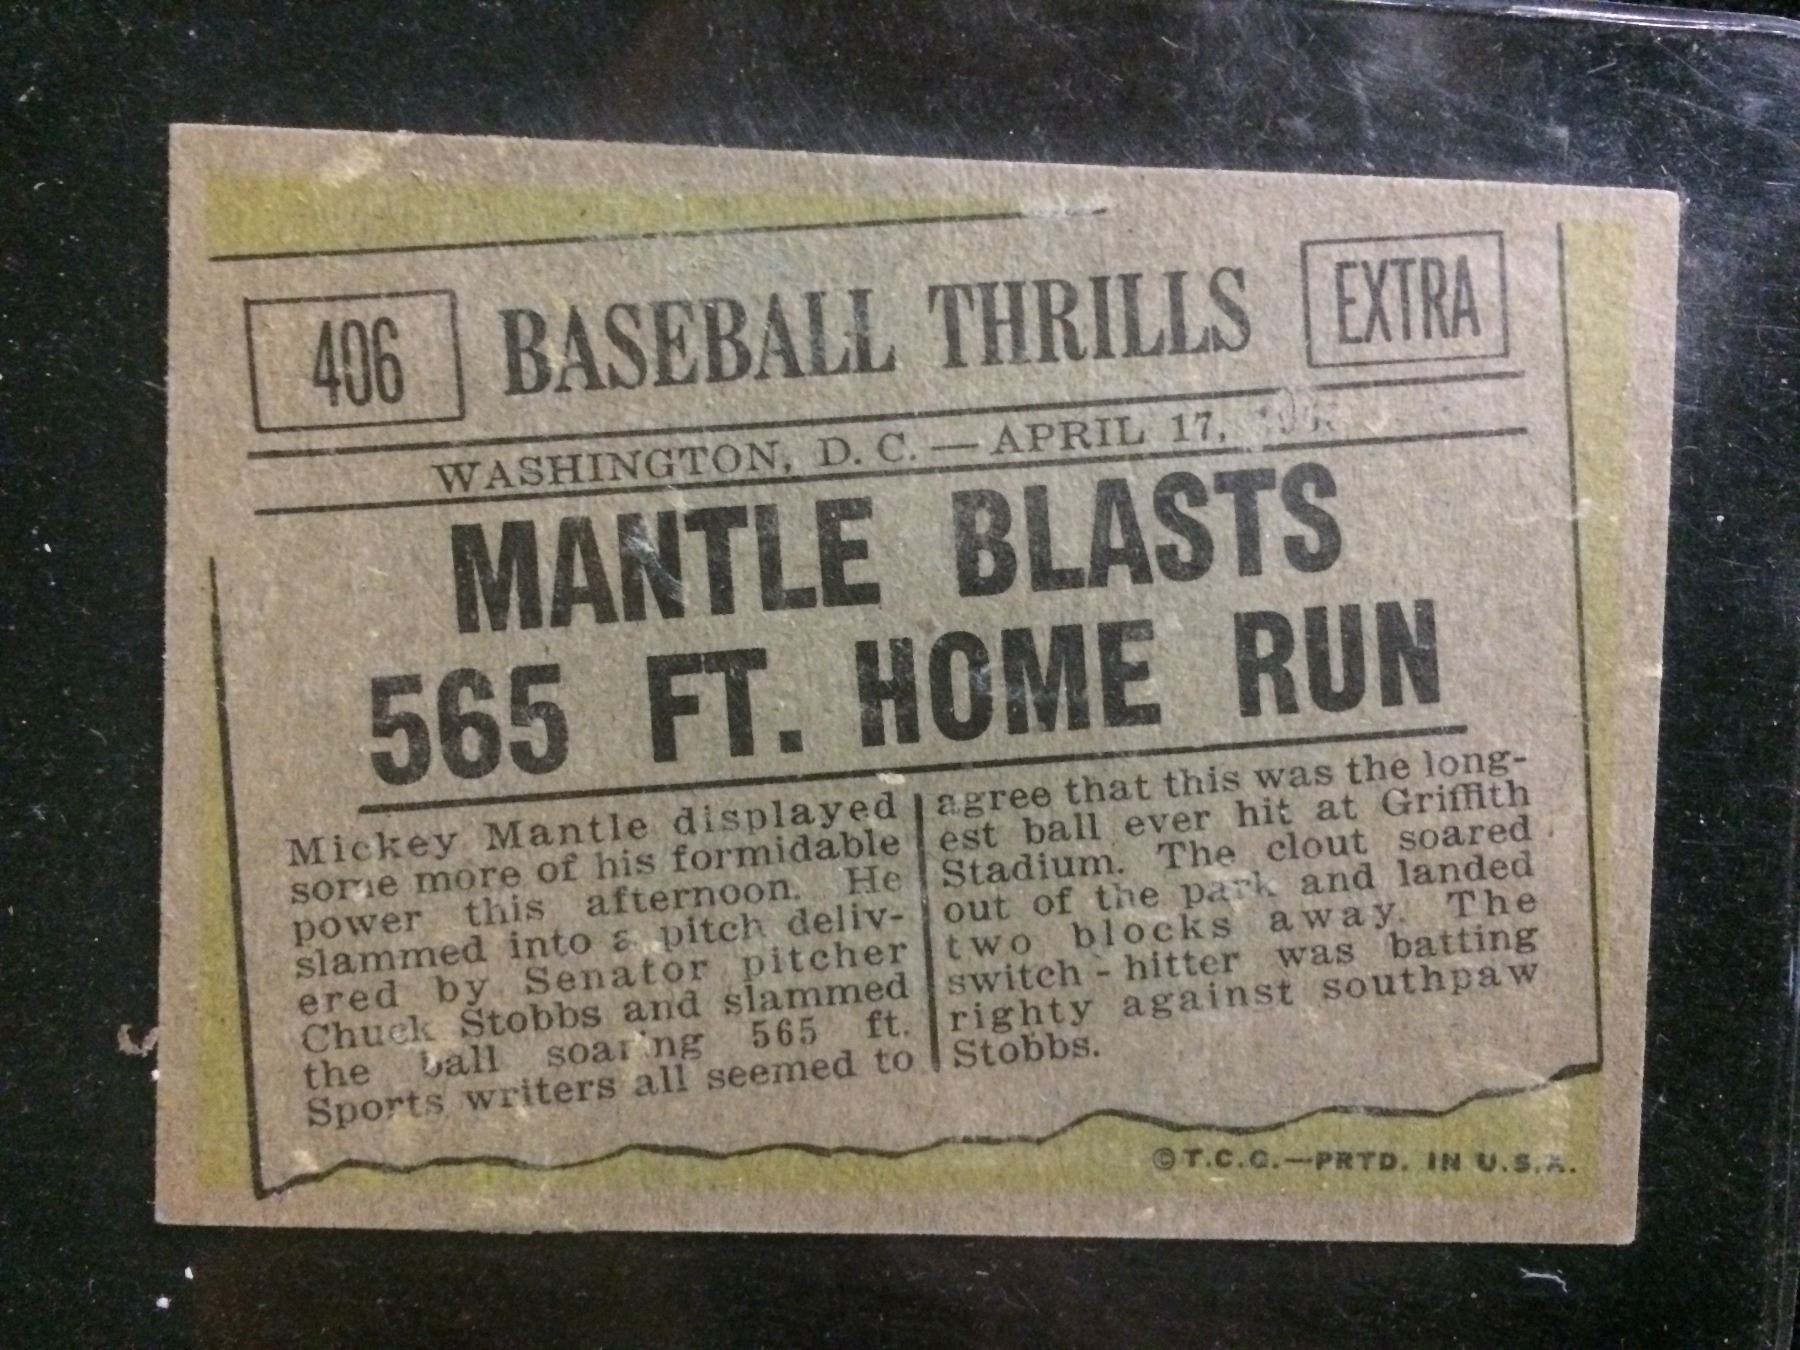 406
BASEBALL THRILLS
EXTRA
WASHINGTON, D. C. — APRIL 17,
MANTLE BLASTS
565 FT. HOME RUN
Mickey Mantle displayed
some more of his formidable
power this afternoon. He
slammed into a pitch deliv-
ered by Senator pitcher
Chuck Stobbs and slammed
the ball soaring 565 ft.
Sports writers all seemed to
agree that this was the long-
est ball ever hit at Griffith
Stadium. The clout soared
out of the park and landed
two blocks away. The
switch - hitter was batting
righty against southpaw
Stobbs.
© T.C.G.—PRTD. IN U.S.A.